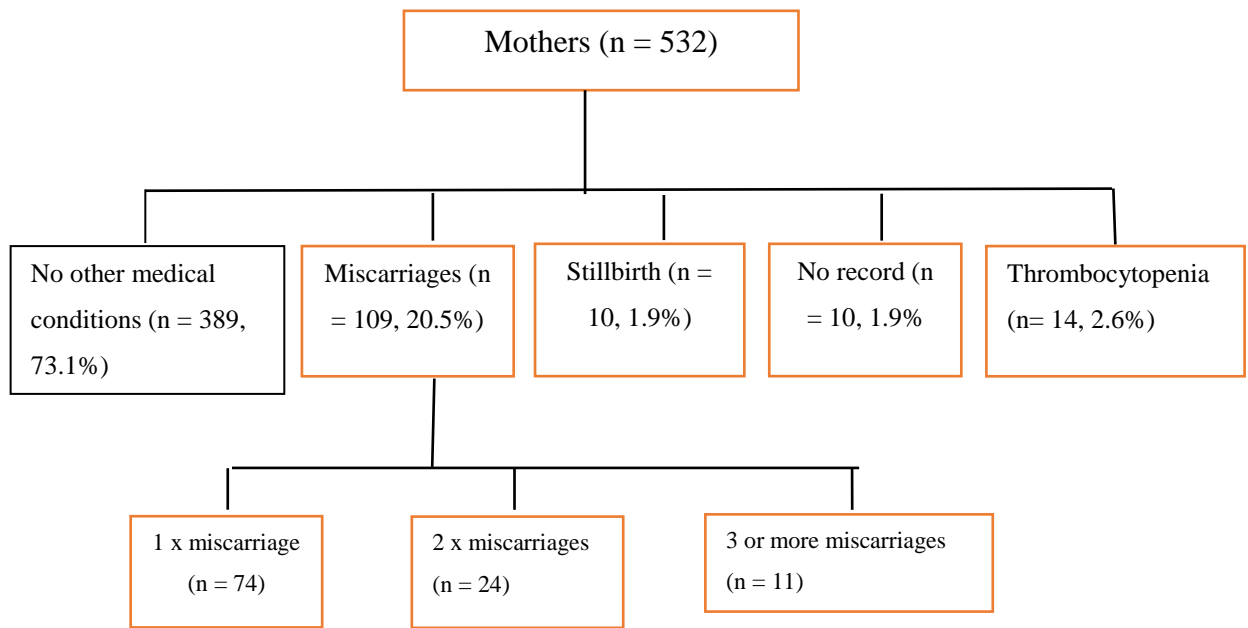 Mothers (n = 532)
No other medical
conditions (n = 389,
73.1%)
Miscarriages (n
= 109, 20.5%)
Stillbirth (n =
10, 1.9%)
No record (n
= 10, 1.9%
Thrombocytopenia
(n= 14, 2.6%)
1 x miscarriage
(n = 74)
2 x miscarriages
(n = 24)
3 or more miscarriages
(n = 11)